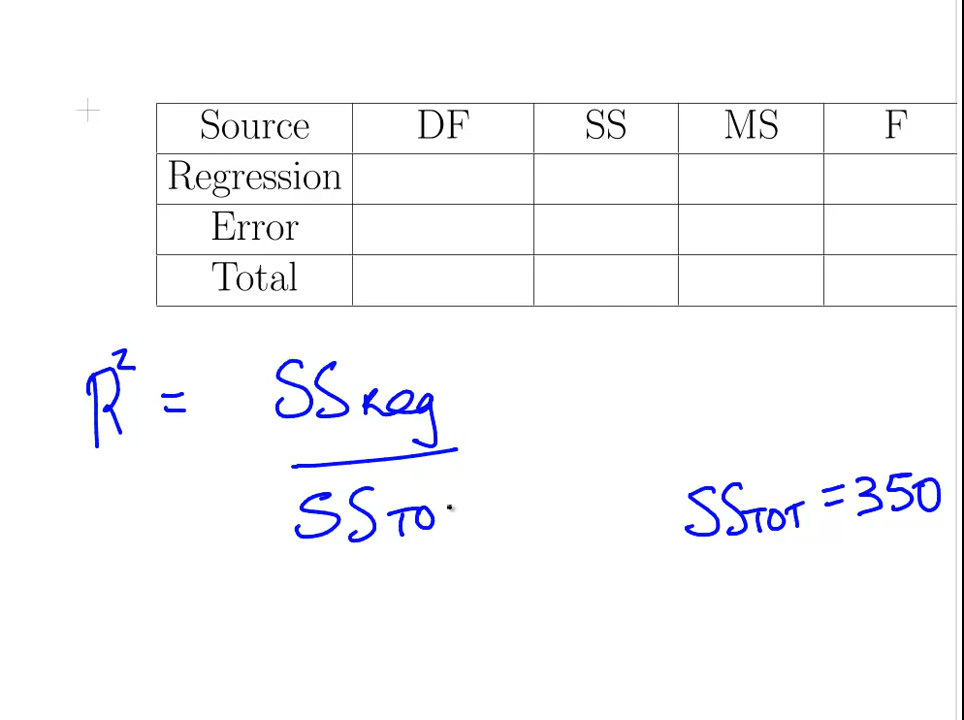 Source DF SS MS F
Regression
Error
Total
R² = SSReg
SSTO
SSTOT = 350